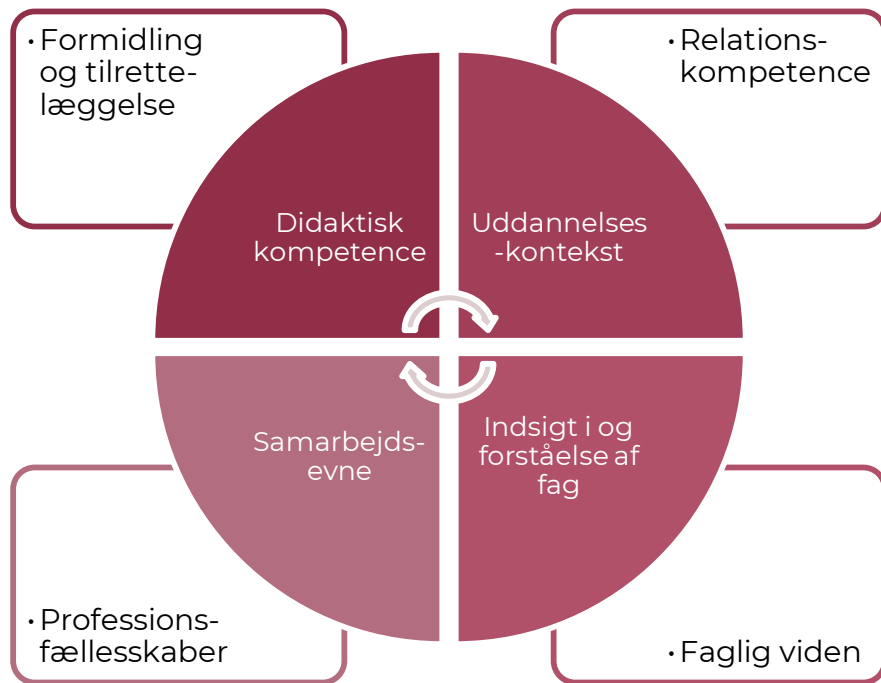 · Formidling
og tilrette-
læggelse
· Relations-
kompetence
Didaktisk
kompetence
Uddannelses
-kontekst
Samarbejds-
evne
Indsigt i og
forståelse af
fag
· Professions-
fællesskaber
· Faglig viden